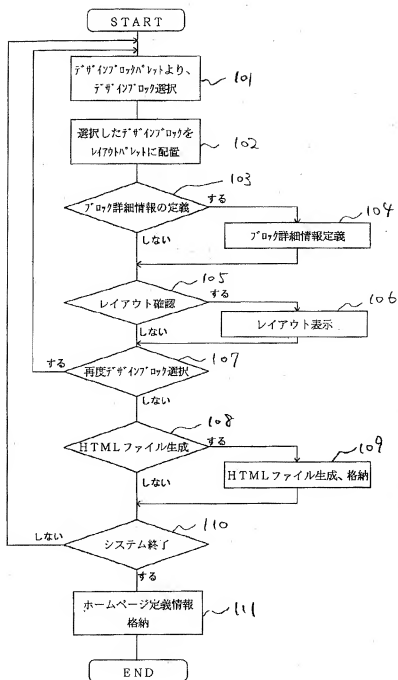 START
デザインブロックパレットより、
デザインブロック選択
101
選択したデザインブロックを
レイアウトパレットに配置
102
103
ブロック詳細情報の定義
する
104
ブロック詳細情報定義
しない
105
レイアウト確認
する
106
レイアウト表示
しない
107
する
再度デザインブロック選択
しない
108
HTMLファイル生成
する
109
HTMLファイル生成、格納
しない
110
しない
システム終了
する
ホームページ定義情報
格納
111
END